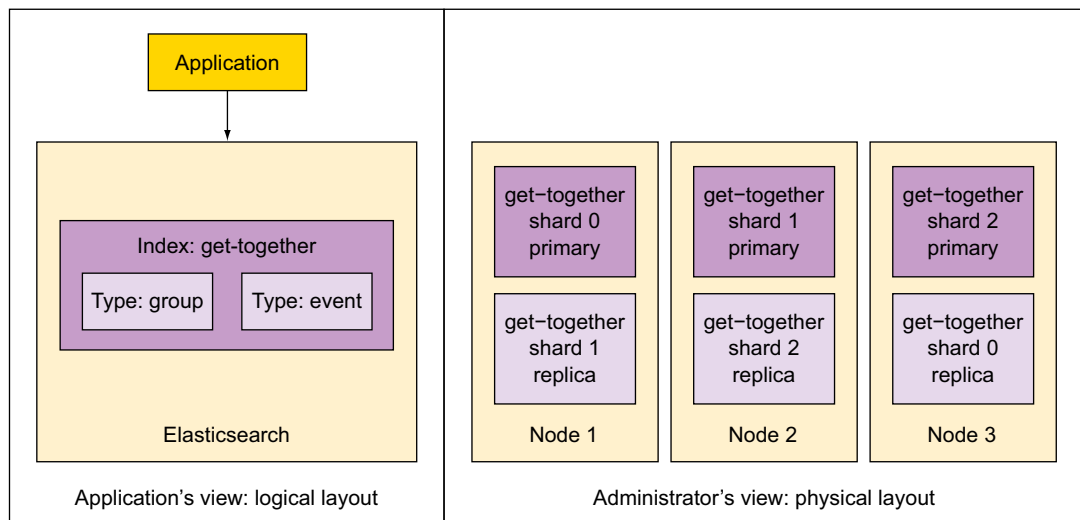 Application
Index: get-together
Type: group
Type: event
Elasticsearch
Application’s view: logical layout
get−together
shard 0
primary
get−together
shard 1
replica
Node 1
get−together
shard 1
primary
get−together
shard 2
replica
Node 2
get−together
shard 2
primary
get−together
shard 0
replica
Node 3
Administrator’s view: physical layout